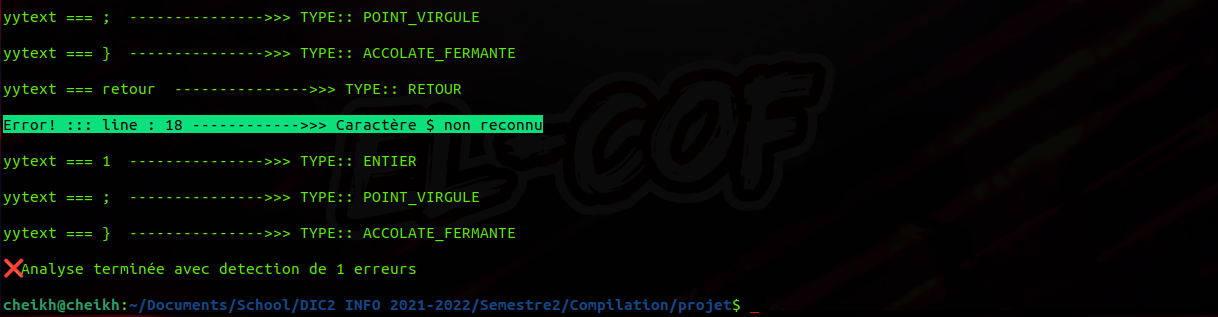 yytext === ;  --------------->>> TYPE:: POINT_VIRGULE
yytext === }  --------------->>> TYPE:: ACCOLATE_FERMANTE
yytext === retour  --------------->>> TYPE:: RETOUR
Error! ::: line : 18 ------------>>> Caractère $ non reconnu
yytext === 1  --------------->>> TYPE:: ENTIER
yytext === ;  --------------->>> TYPE:: POINT_VIRGULE
yytext === }  --------------->>> TYPE:: ACCOLATE_FERMANTE
❌Analyse terminée avec detection de 1 erreurs
cheikh@cheikh:~/Documents/School/DIC2 INFO 2021-2022/Semestre2/Compilation/projet$ _
EL-COF